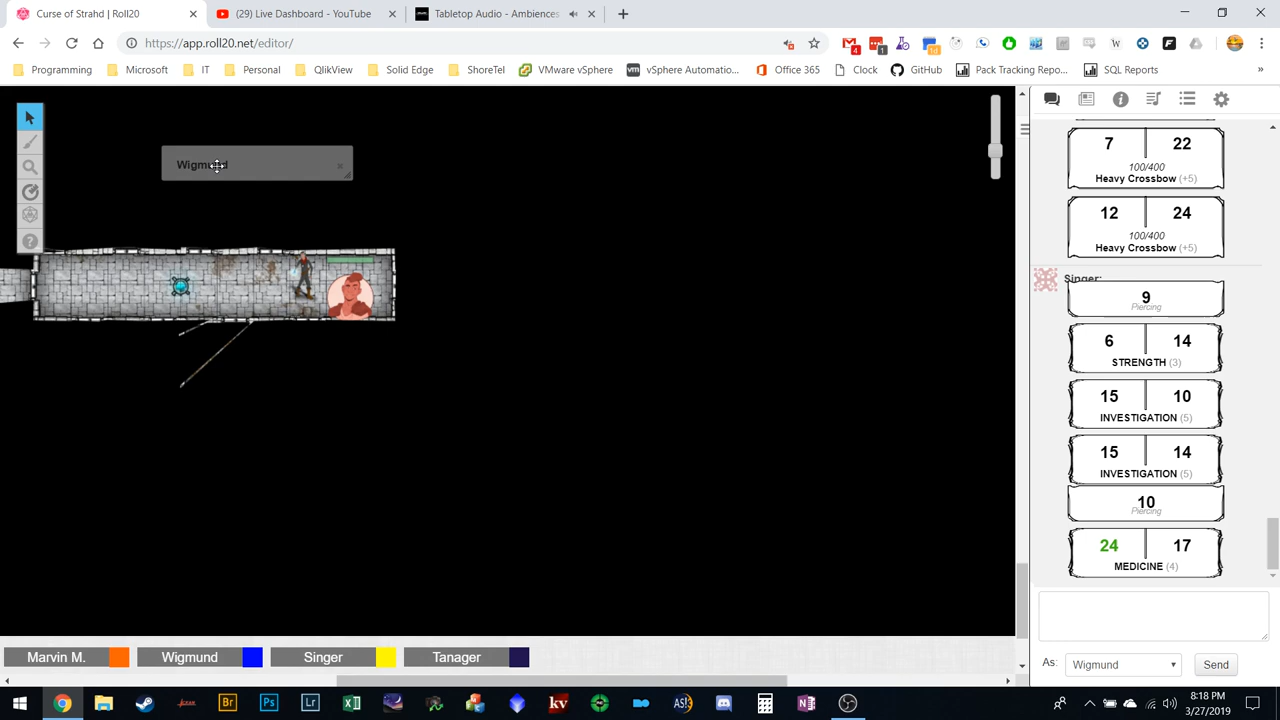 Curse of Strahd | Roll20
(29) Live Dashboard - YouTube
Tabletop Audio - Ambiences
https://app.roll20.net/editor/
Programming
Microsoft
IT
Personal
QlikView
Solid Edge
ShoreTel
VMware vSphere
vSphere Automatio...
Office 365
Clock
GitHub
Pack Tracking Repo...
SQL Reports
Wigmund
7 22
100/400
Heavy Crossbow (+5)
12 24
100/400
Heavy Crossbow (+5)
Singer:
9
Piercing
6 14
STRENGTH (3)
15 10
INVESTIGATION (5)
15 14
INVESTIGATION (5)
10
Piercing
24 17
MEDICINE (4)
As: Wigmund Send
Marvin M.
Wigmund
Singer
Tanager
8:18 PM
3/27/2019